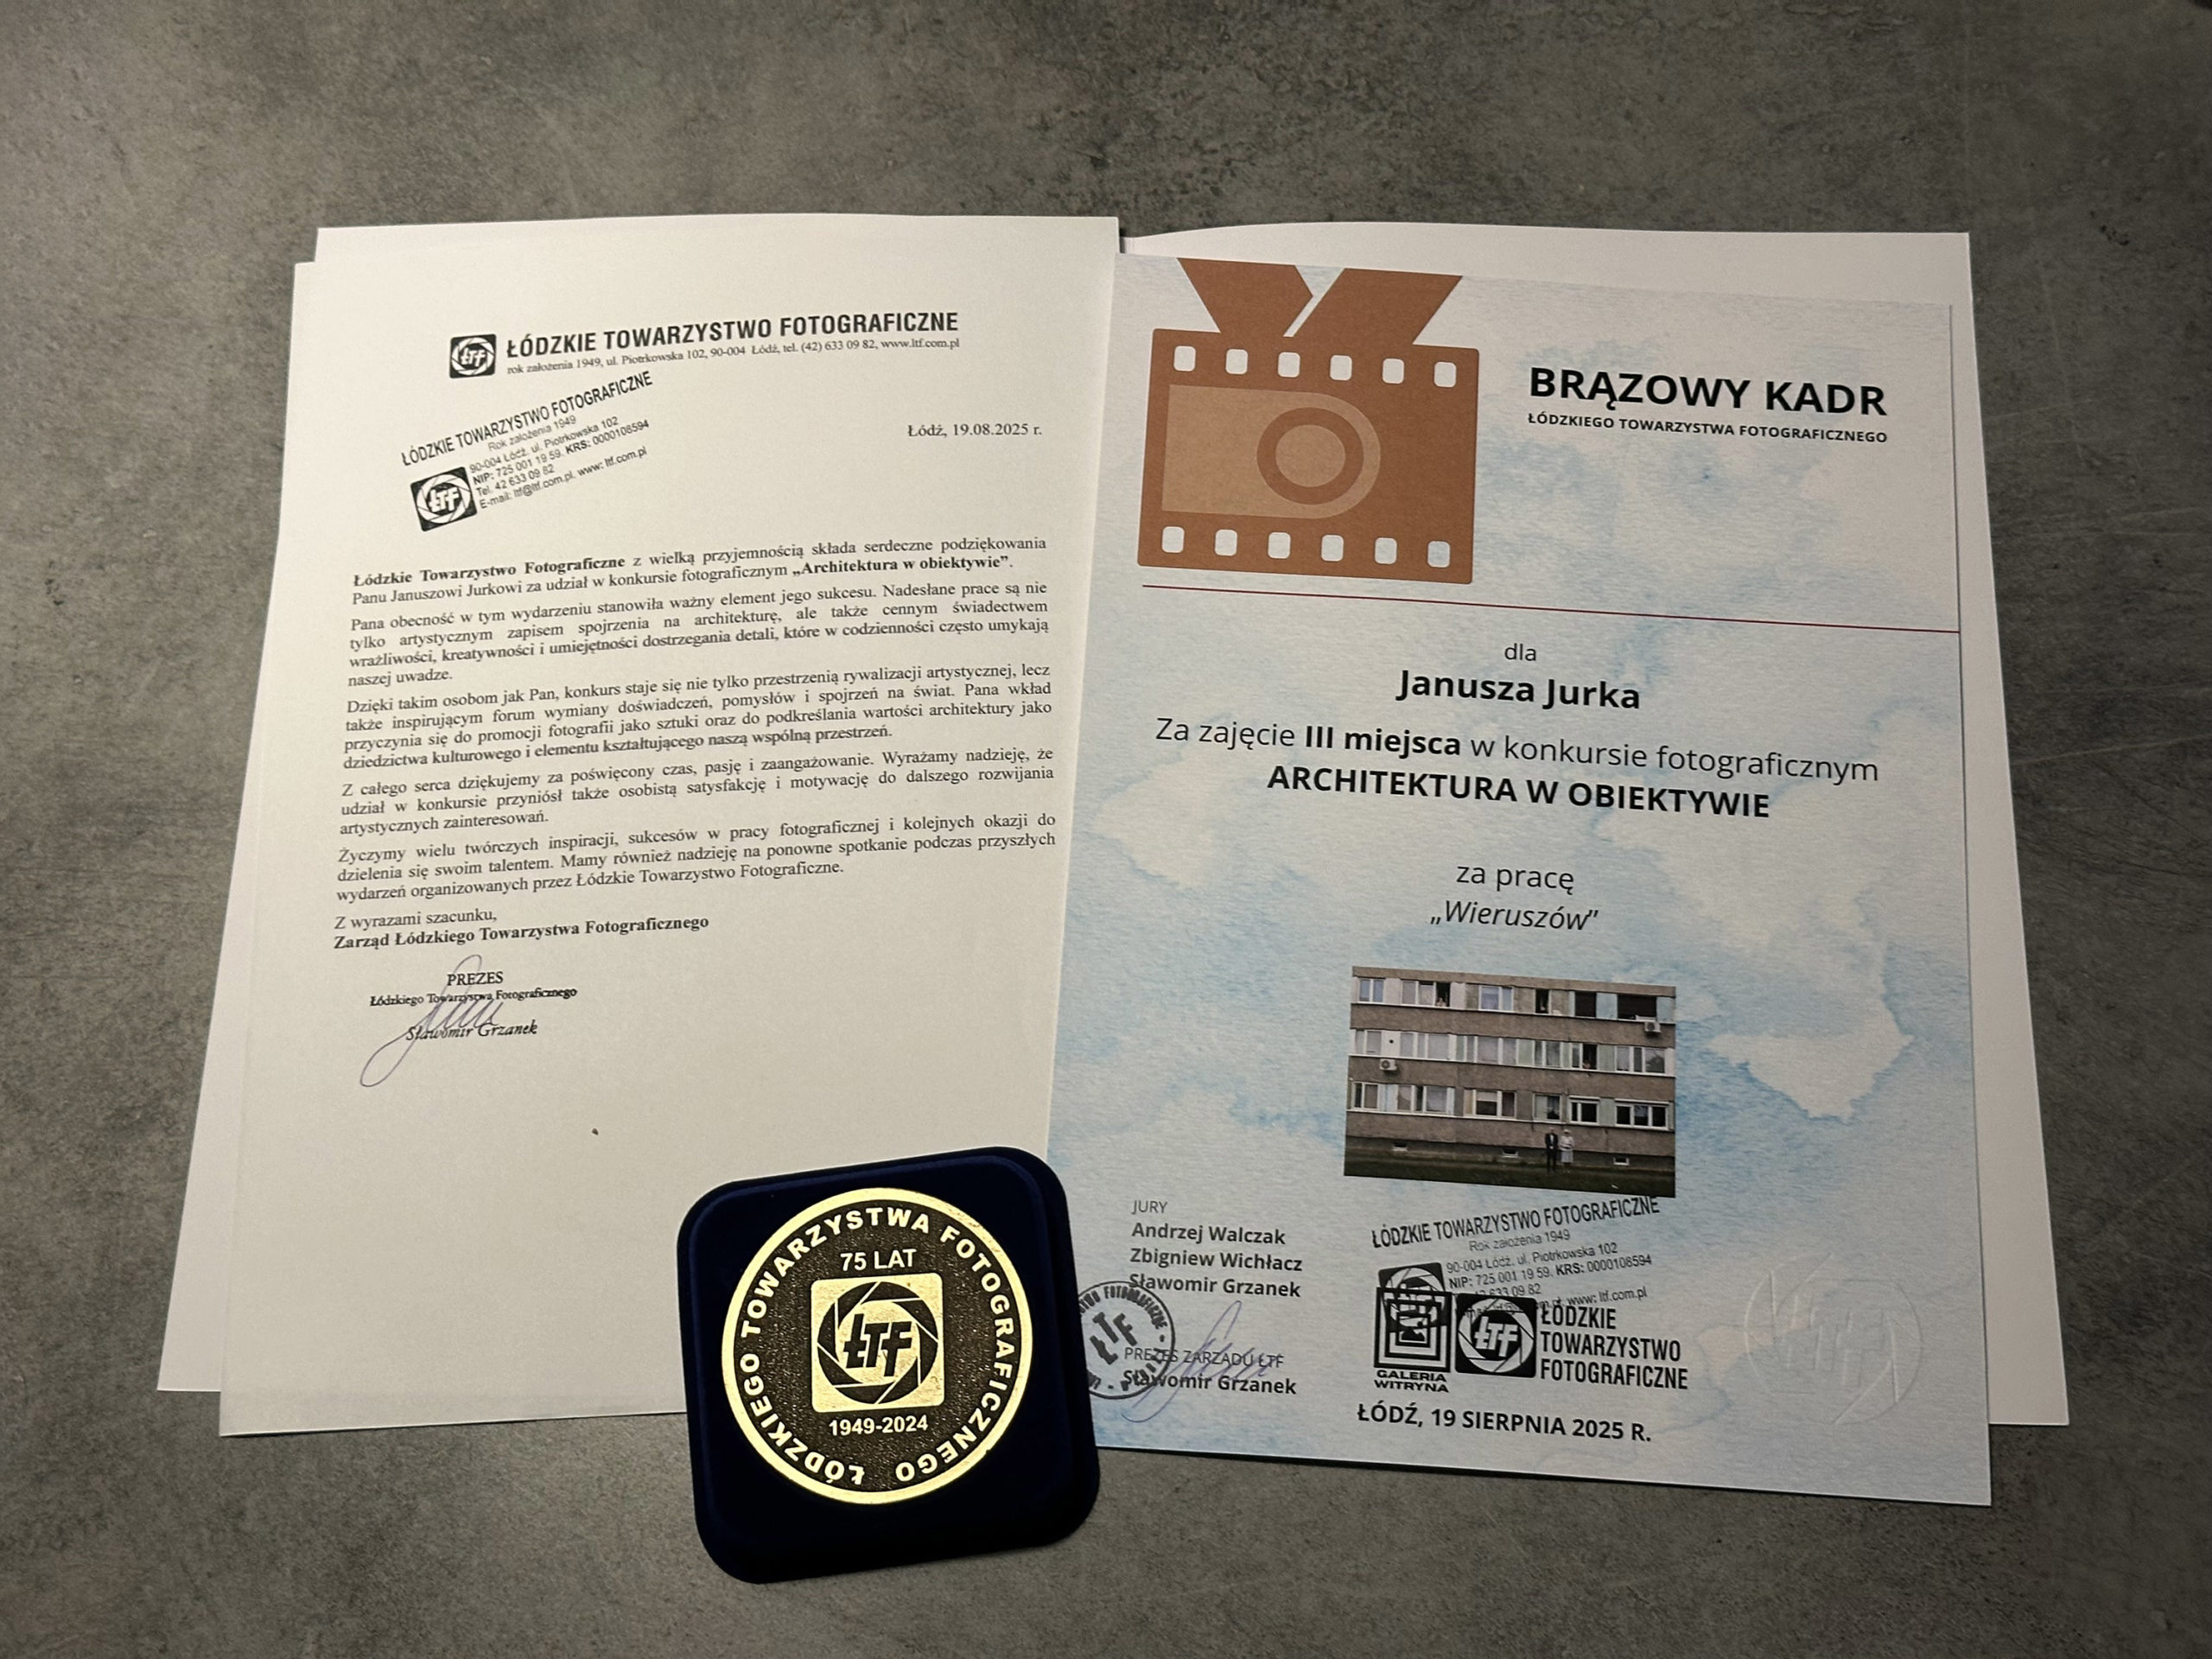 ŁTF
ŁÓDZKIE TOWARZYSTWO FOTOGRAFICZNE
rok założenia 1949, ul. Piotrkowska 102, 90-004 Łódź, tel. (42) 633 09 82, www.ltf.com.pl
ŁÓDZKIE TOWARZYSTWO FOTOGRAFICZNE
Rok założenia 1949
90-004 Łódź, ul. Piotrkowska 102
NIP: 725 001 19 59. KRS: 0000106594
Tel. 42 633 09 82
E-mail: ltf@ltf.com.pl. www: ltf.com.pl
ŁTF
Łódź, 19.08.2025 r.
Łódzkie Towarzystwo Fotograficzne z wielką przyjemnością składa serdeczne podziękowania
Panu Januszowi Jurkowi za udział w konkursie fotograficznym „Architektura w obiektywie”.
Pana obecność w tym wydarzeniu stanowiła ważny element jego sukcesu. Nadesłane prace są nie
tylko artystycznym zapisem spojrzenia na architekturę, ale także cennym świadectwem
wrażliwości, kreatywności i umiejętności dostrzegania detali, które w codzienności często umykają
naszej uwadze.
Dzięki takim osobom jak Pan, konkurs staje się nie tylko przestrzenią rywalizacji artystycznej, lecz
także inspirującym forum wymiany doświadczeń, pomysłów i spojrzeń na świat. Pana wkład
przyczynia się do promocji fotografii jako sztuki oraz do podkreślania wartości architektury jako
dziedzictwa kulturowego i elementu kształtującego naszą wspólną przestrzeń.
Z całego serca dziękujemy za poświęcony czas, pasję i zaangażowanie. Wyrażamy nadzieję, że
udział w konkursie przyniósł także osobistą satysfakcję i motywację do dalszego rozwijania
artystycznych zainteresowań.
Życzymy wielu twórczych inspiracji, sukcesów w pracy fotograficznej i kolejnych okazji do
dzielenia się swoim talentem. Mamy również nadzieję na ponowne spotkanie podczas przyszłych
wydarzeń organizowanych przez Łódzkie Towarzystwo Fotograficzne.
Z wyrazami szacunku,
Zarząd Łódzkiego Towarzystwa Fotograficznego
PREZES
Łódzkiego Towarzystwa Fotograficznego
Sławomir Grzanek
ŁÓDZKIEGO TOWARZYSTWA FOTOGRAFICZNEGO
75 LAT
ŁTF
1949-2024
BRĄZOWY KADR
ŁÓDZKIEGO TOWARZYSTWA FOTOGRAFICZNEGO
dla
Janusza Jurka
Za zajęcie III miejsca w konkursie fotograficznym
ARCHITEKTURA W OBIEKTYWIE
za pracę
„Wieruszów”
JURY
Andrzej Walczak
Zbigniew Wichłacz
Sławomir Grzanek
FOTOGRAFICZNE
ŁTF
PREZES ZARZĄDU ŁTF
Sławomir Grzanek
ŁÓDZKIE TOWARZYSTWO FOTOGRAFICZNE
Rok założenia 1949
90-004 Łódź. ul. Piotrkowska 102
NIP: 725 001 19 59. KRS: 0000106594
633 09 82
www: ltf.com.pl
GALERIA
WITRYNA
ŁTF
ŁÓDZKIE
TOWARZYSTWO
FOTOGRAFICZNE
ŁÓDŹ, 19 SIERPNIA 2025 R.